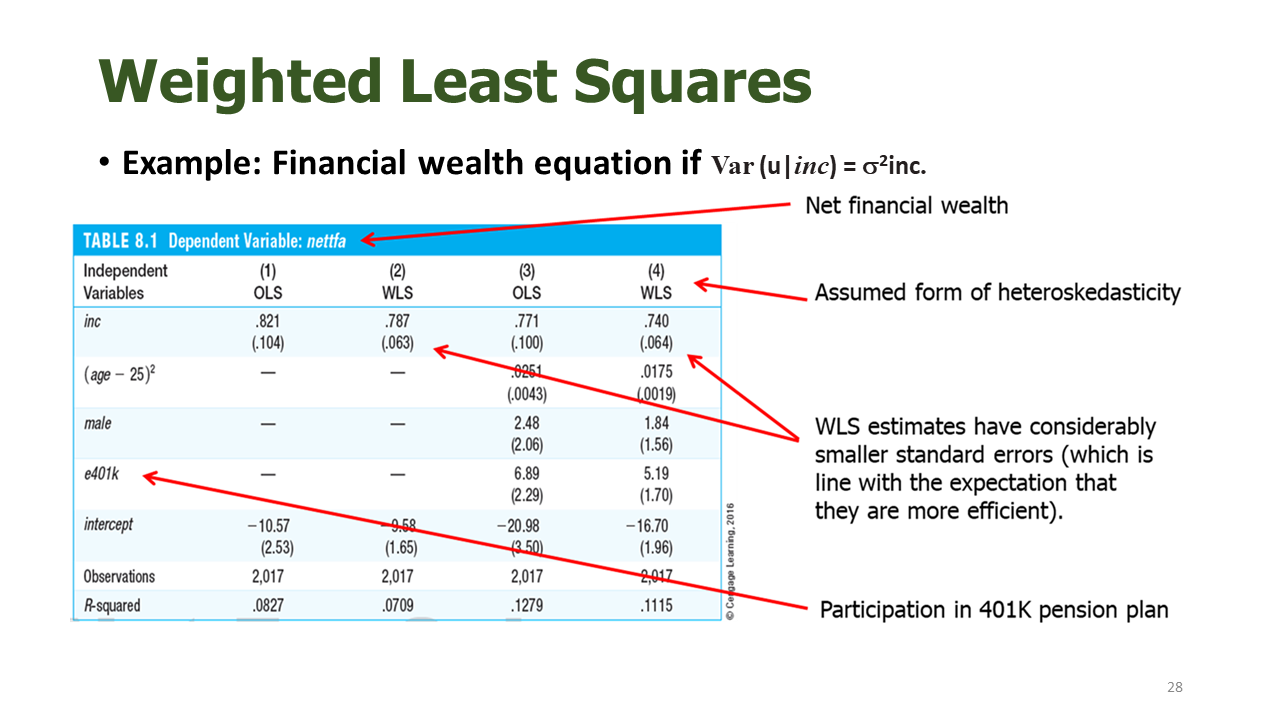 Weighted Least Squares
• Example: Financial wealth equation if Var (u|inc) = σ²inc.
Net financial wealth
TABLE 8.1 Dependent Variable: nettfa
Independent Variables (1) OLS (2) WLS (3) OLS (4) WLS
Assumed form of heteroskedasticity
inc .821 .787 .771 .740
(.104) (.063) (.100) (.064)
(age − 25)² — — .0251 .0175
(.0043) (.0019)
male — — 2.48 1.84
(2.06) (1.56)
WLS estimates have considerably
smaller standard errors (which is
line with the expectation that
they are more efficient).
e401k — — 6.89 5.19
(2.29) (1.70)
intercept −10.57 −9.58 −20.98 −16.70
(2.53) (1.65) (3.50) (1.96)
Observations 2,017 2,017 2,017 2,017
R-squared .0827 .0709 .1279 .1115
© Cengage Learning, 2016
Participation in 401K pension plan
28